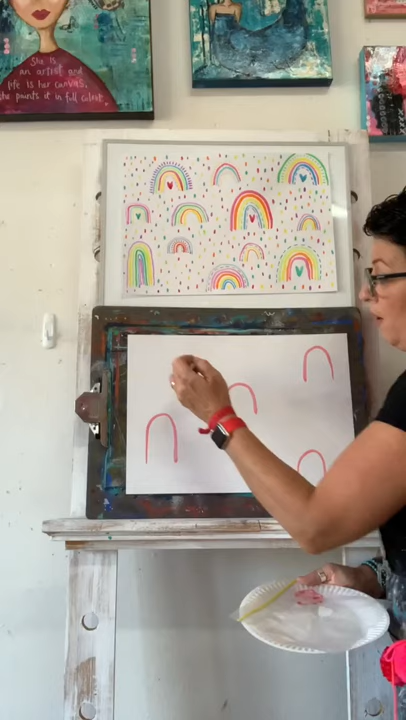 She is
an artist and
life is her canvas,
she paints it in full color.